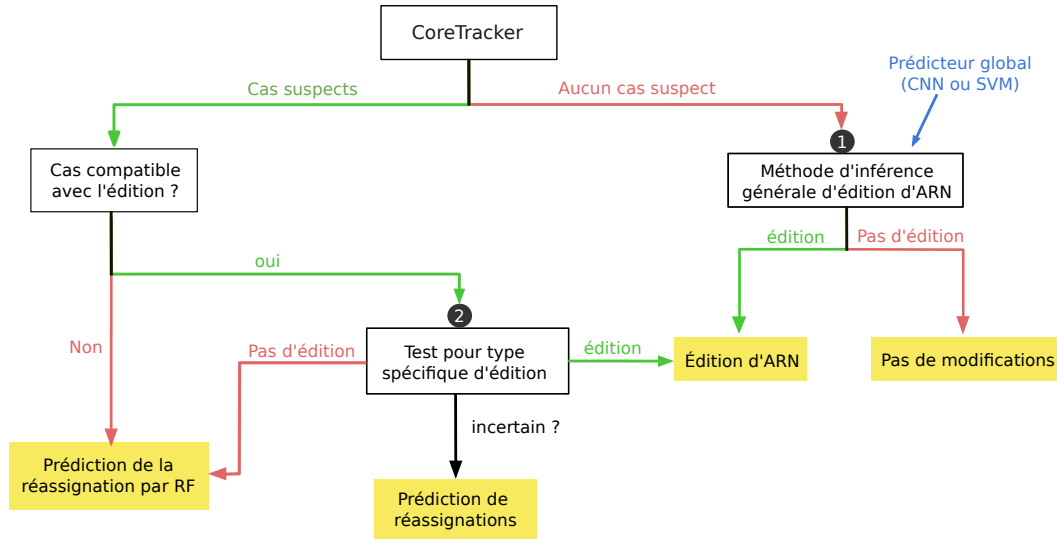 CoreTracker
Prédicteur global
(CNN ou SVM)
Cas suspects
Aucun cas suspect
1
Cas compatible
avec l'édition ?
Méthode d'inférence
générale d'édition d'ARN
édition
Pas d'édition
oui
2
Non
Pas d'édition
Test pour type
spécifique d'édition
édition
Édition d'ARN
Pas de modifications
incertain ?
Prédiction de la
réassignation par RF
Prédiction de
réassignations